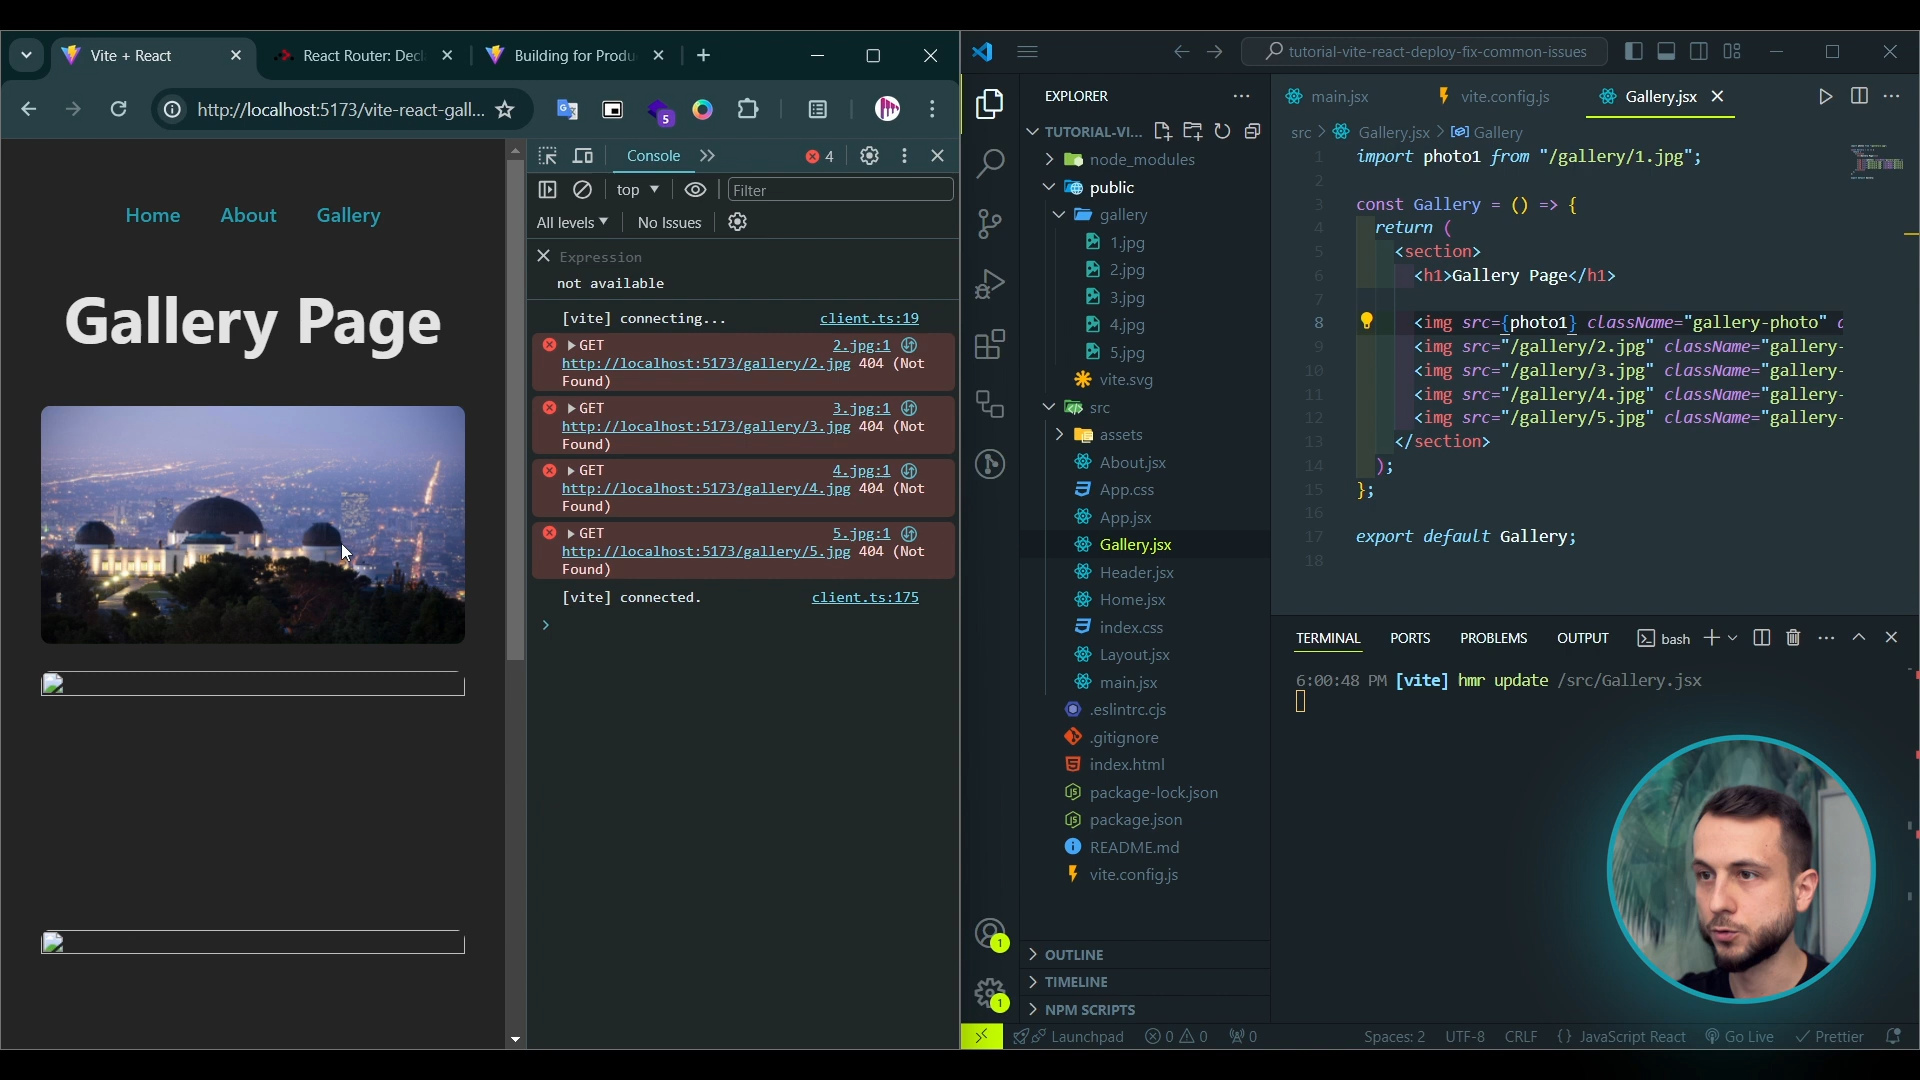 Vite + React
React Router: Decl
Building for Produ
http://localhost:5173/vite-react-gall...
5
Home About Gallery
Gallery Page
Console
4
top
Filter
All levels
No Issues
Expression
not available
[vite] connecting... client.ts:19
GET 2.jpg:1
http://localhost:5173/gallery/2.jpg 404 (Not
Found)
GET 3.jpg:1
http://localhost:5173/gallery/3.jpg 404 (Not
Found)
GET 4.jpg:1
http://localhost:5173/gallery/4.jpg 404 (Not
Found)
GET 5.jpg:1
http://localhost:5173/gallery/5.jpg 404 (Not
Found)
[vite] connected. client.ts:175
tutorial-vite-react-deploy-fix-common-issues
EXPLORER
TUTORIAL-VI...
node_modules
public
gallery
1.jpg
2.jpg
3.jpg
4.jpg
5.jpg
vite.svg
src
assets
About.jsx
App.css
App.jsx
Gallery.jsx
Header.jsx
Home.jsx
index.css
Layout.jsx
main.jsx
.eslintrc.cjs
.gitignore
index.html
package-lock.json
package.json
README.md
vite.config.js
OUTLINE
TIMELINE
NPM SCRIPTS
1
1
main.jsx
vite.config.js
Gallery.jsx
src > Gallery.jsx > Gallery
1 import photo1 from "/gallery/1.jpg";
2
3 const Gallery = () => {
4 return (
5 <section>
6 <h1>Gallery Page</h1>
7
8 <img src={photo1} className="gallery-photo" a
9 <img src="/gallery/2.jpg" className="gallery-
10 <img src="/gallery/3.jpg" className="gallery-
11 <img src="/gallery/4.jpg" className="gallery-
12 <img src="/gallery/5.jpg" className="gallery-
13 </section>
14 );
15 };
16
17 export default Gallery;
18
TERMINAL PORTS PROBLEMS OUTPUT bash
6:00:48 PM [vite] hmr update /src/Gallery.jsx
Launchpad 0 0 0 Spaces: 2 UTF-8 CRLF {} JavaScript React Go Live Prettier